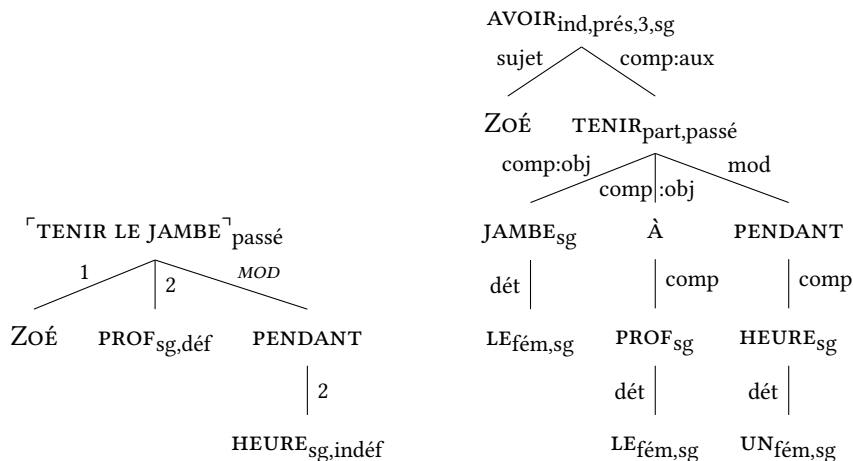 AVOIRind,prés,3,sg
sujet comp:aux
ZOÉ TENIRpart,passé
comp:obj comp:obj mod
JAMBEsg À PENDANT
dét comp comp
LEfém,sg PROFsg HEUREsg
dét dét
LEfém,sg UNfém,sg
⌜TENIR LE JAMBE⌝passé
1 2 MOD
ZOÉ PROFsg,déf PENDANT
2
HEUREsg,indéf